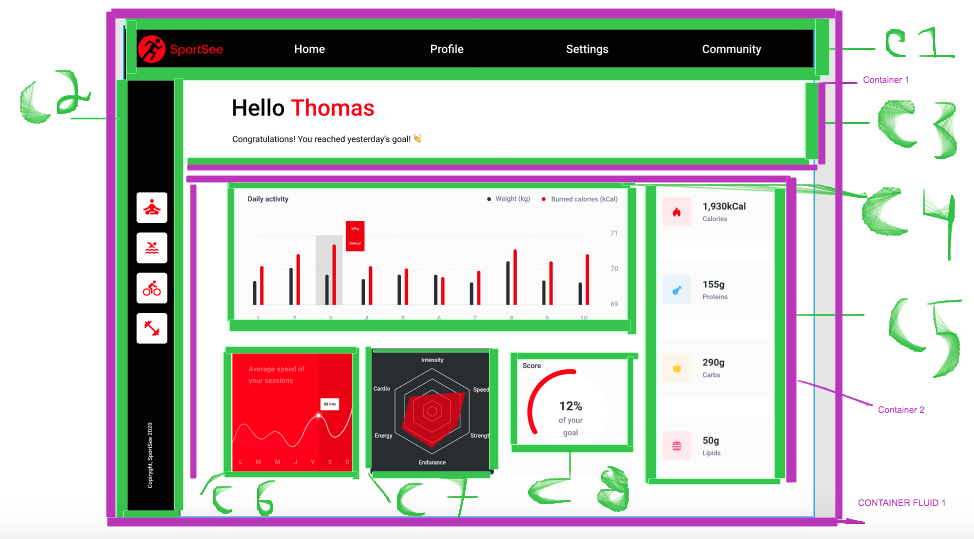 SportSee Home Profile Settings Community
C1
Container 1
C2
Hello Thomas
Congratulations! You reached yesterday's goal! 👏
C3
Daily activity Weight (kg) Burned calories (kCal)
71
70
69
1 2 3 4 5 6 7 8 9 10
C4
1,930kCal
Calories
155g
Proteins
290g
Carbs
50g
Lipids
C5
Container 2
Average speed of
your sessions
L M M J V S D
C6
Intensity
Cardio Speed
Energy Strengt
Endurance
C7
Score
12%
of your
goal
C8
Copiryght, SportSee 2020
CONTAINER FLUID 1